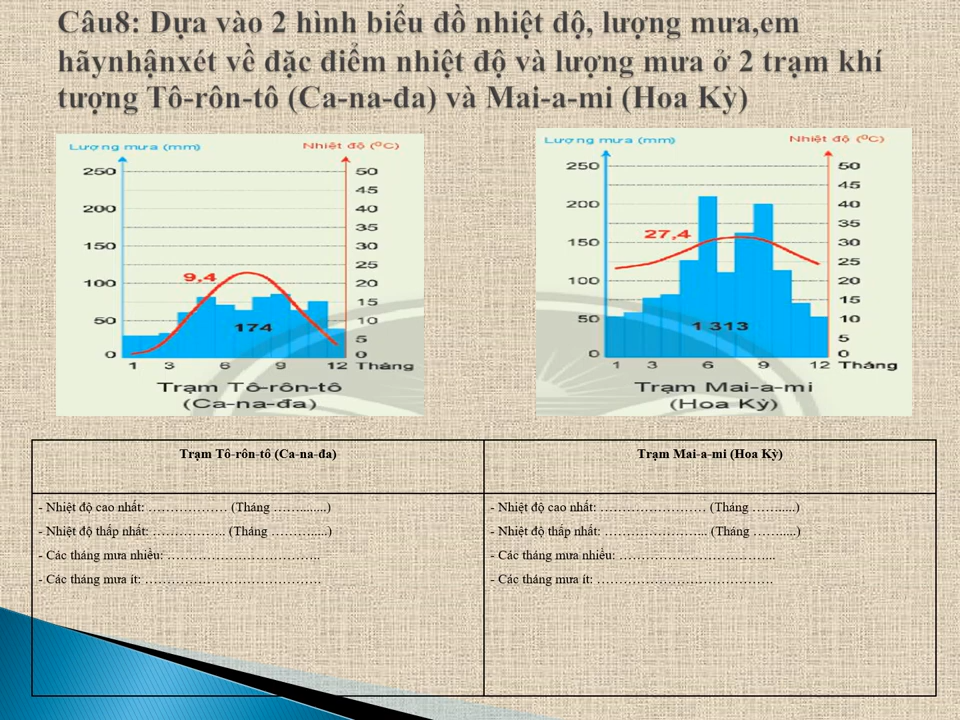 Câu8: Dựa vào 2 hình biểu đồ nhiệt độ, lượng mưa,em
hãynhậnxét về đặc điểm nhiệt độ và lượng mưa ở 2 trạm khí
tượng Tô-rôn-tô (Ca-na-đa) và Mai-a-mi (Hoa Kỳ)
Lượng mưa (mm) Nhiệt độ (⁰C)
250 50
45
200 40
35
150 30
25
9,4
100 20
15
174
50 10
5
0 0
1 3 6 9 12 Tháng
Trạm Tô-rôn-tô
(Ca-na-đa)
Lượng mưa (mm) Nhiệt độ (⁰C)
250 50
45
200 40
35
27,4
150 30
25
100 20
15
1 313
50 10
5
0 0
1 3 6 9 12 Tháng
Trạm Mai-a-mi
(Hoa Kỳ)
Trạm Tô-rôn-tô (Ca-na-đa)
- Nhiệt độ cao nhất: ……………… (Tháng ……........)
- Nhiệt độ thấp nhất: …………….. (Tháng ……….....)
- Các tháng mưa nhiều: ……………………………..
- Các tháng mưa ít: ………………………………….
Trạm Mai-a-mi (Hoa Kỳ)
- Nhiệt độ cao nhất: …………………… (Tháng …….....)
- Nhiệt độ thấp nhất: …………………... (Tháng …….....)
- Các tháng mưa nhiều: ……………………………...
- Các tháng mưa ít: ………………………………….